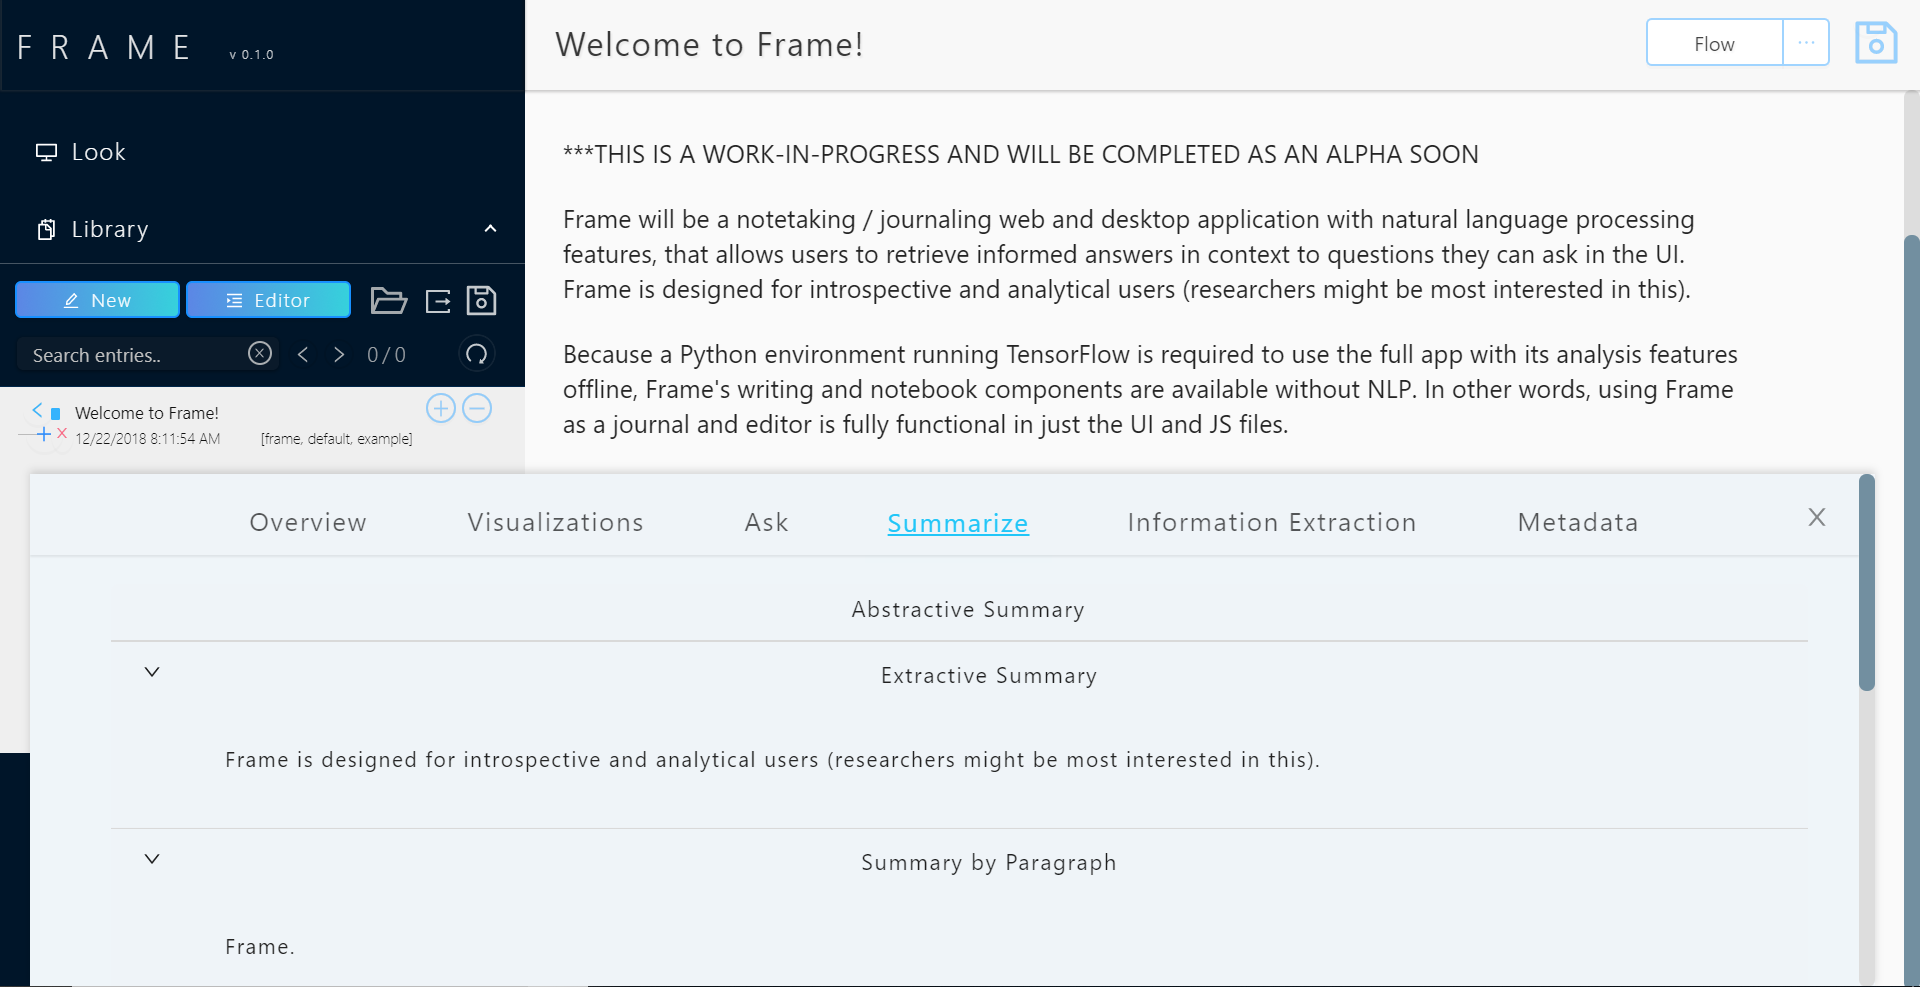 FRAME v 0.1.0
Look
Library
New Editor
Search entries.. 0/0
Welcome to Frame!
12/22/2018 8:11:54 AM [frame, default, example]
Welcome to Frame!
Flow ...
***THIS IS A WORK-IN-PROGRESS AND WILL BE COMPLETED AS AN ALPHA SOON
Frame will be a notetaking / journaling web and desktop application with natural language processing
features, that allows users to retrieve informed answers in context to questions they can ask in the UI.
Frame is designed for introspective and analytical users (researchers might be most interested in this).
Because a Python environment running TensorFlow is required to use the full app with its analysis features
offline, Frame's writing and notebook components are available without NLP. In other words, using Frame
as a journal and editor is fully functional in just the UI and JS files.
Overview Visualizations Ask Summarize Information Extraction Metadata X
Abstractive Summary
Extractive Summary
Frame is designed for introspective and analytical users (researchers might be most interested in this).
Summary by Paragraph
Frame.